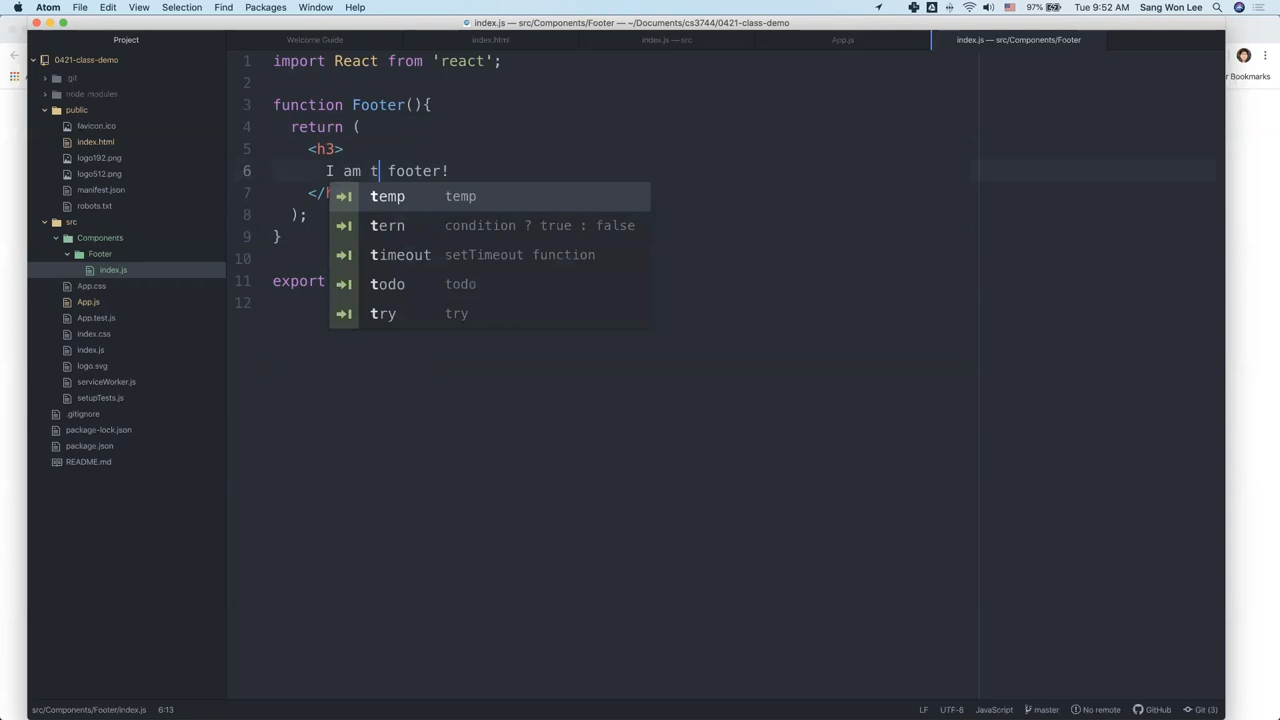 Atom File Edit View Selection Find Packages Window Help 97% Tue 9:52 AM Sang Won Lee
index.js — src/Components/Footer — ~/Documents/cs3744/0421-class-demo
Project Welcome Guide index.html index.js — src App.js index.js — src/Components/Footer
0421-class-demo
.git
node_modules
public
favicon.ico
index.html
logo192.png
logo512.png
manifest.json
robots.txt
src
Components
Footer
index.js
App.css
App.js
App.test.js
index.css
index.js
logo.svg
serviceWorker.js
setupTests.js
.gitignore
package-lock.json
package.json
README.md
1 import React from 'react';
2
3 function Footer(){
4 return (
5 <h3>
6 I am t footer!
7 </h
8 );
9 }
10
11 export
12
temp temp
tern condition ? true : false
timeout setTimeout function
todo todo
try try
r Bookmarks
src/Components/Footer/index.js 6:13 LF UTF-8 JavaScript master No remote GitHub Git (3)